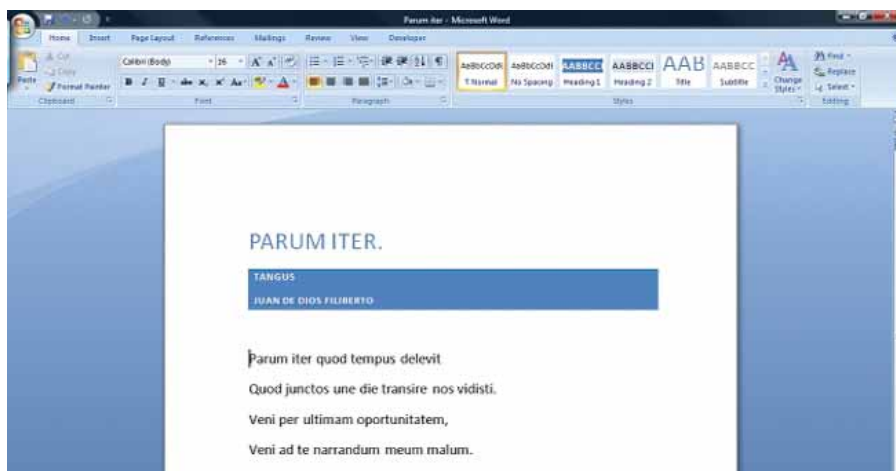 Parum iter - Microsoft Word
Home Insert Page Layout References Mailings Review View Developer
Cut
Calibri (Body) 16
AaBbCcDdI AaBbCcDdI AABBCCI AABBCCI AAB AABBCC
Find
Copy
Replace
Paste Format Painter
¶ Normal No Spacing Heading 1 Heading 2 Title Subtitle Change Styles
Select
Clipboard Font Paragraph Styles Editing
PARUM ITER.
TANGUS
JUAN DE DIOS FILIBERTO
Parum iter quod tempus delevit
Quod junctos une die transire nos vidisti.
Veni per ultimam oportunitatem,
Veni ad te narrandum meum malum.